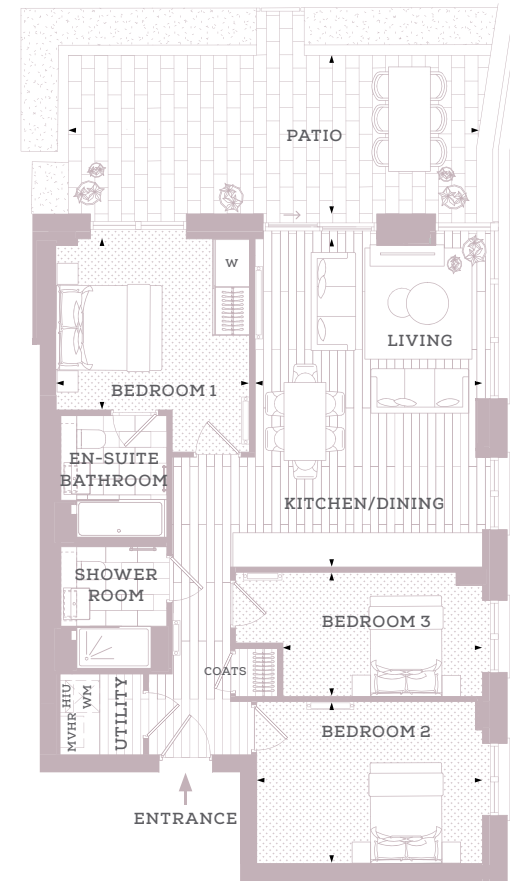 PATIO
W
LIVING
BEDROOM 1
EN-SUITE
BATHROOM
KITCHEN/DINING
SHOWER
ROOM
BEDROOM 3
COATS
MVHR HIU
WM
UTILITY
BEDROOM 2
ENTRANCE